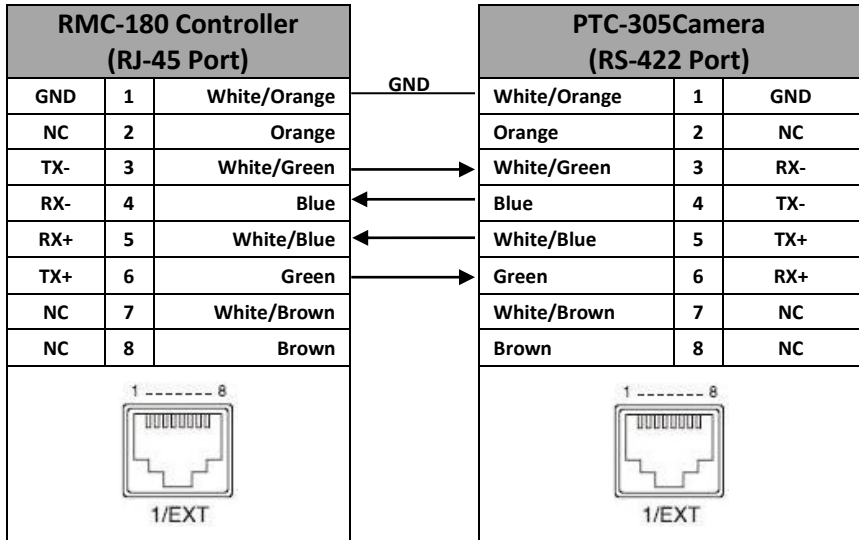 RMC-180 Controller
(RJ-45 Port)
GND 1 White/Orange
NC 2 Orange
TX- 3 White/Green
RX- 4 Blue
RX+ 5 White/Blue
TX+ 6 Green
NC 7 White/Brown
NC 8 Brown
1 -------- 8
1/EXT
GND
PTC-305Camera
(RS-422 Port)
White/Orange 1 GND
Orange 2 NC
White/Green 3 RX-
Blue 4 TX-
White/Blue 5 TX+
Green 6 RX+
White/Brown 7 NC
Brown 8 NC
1 -------- 8
1/EXT